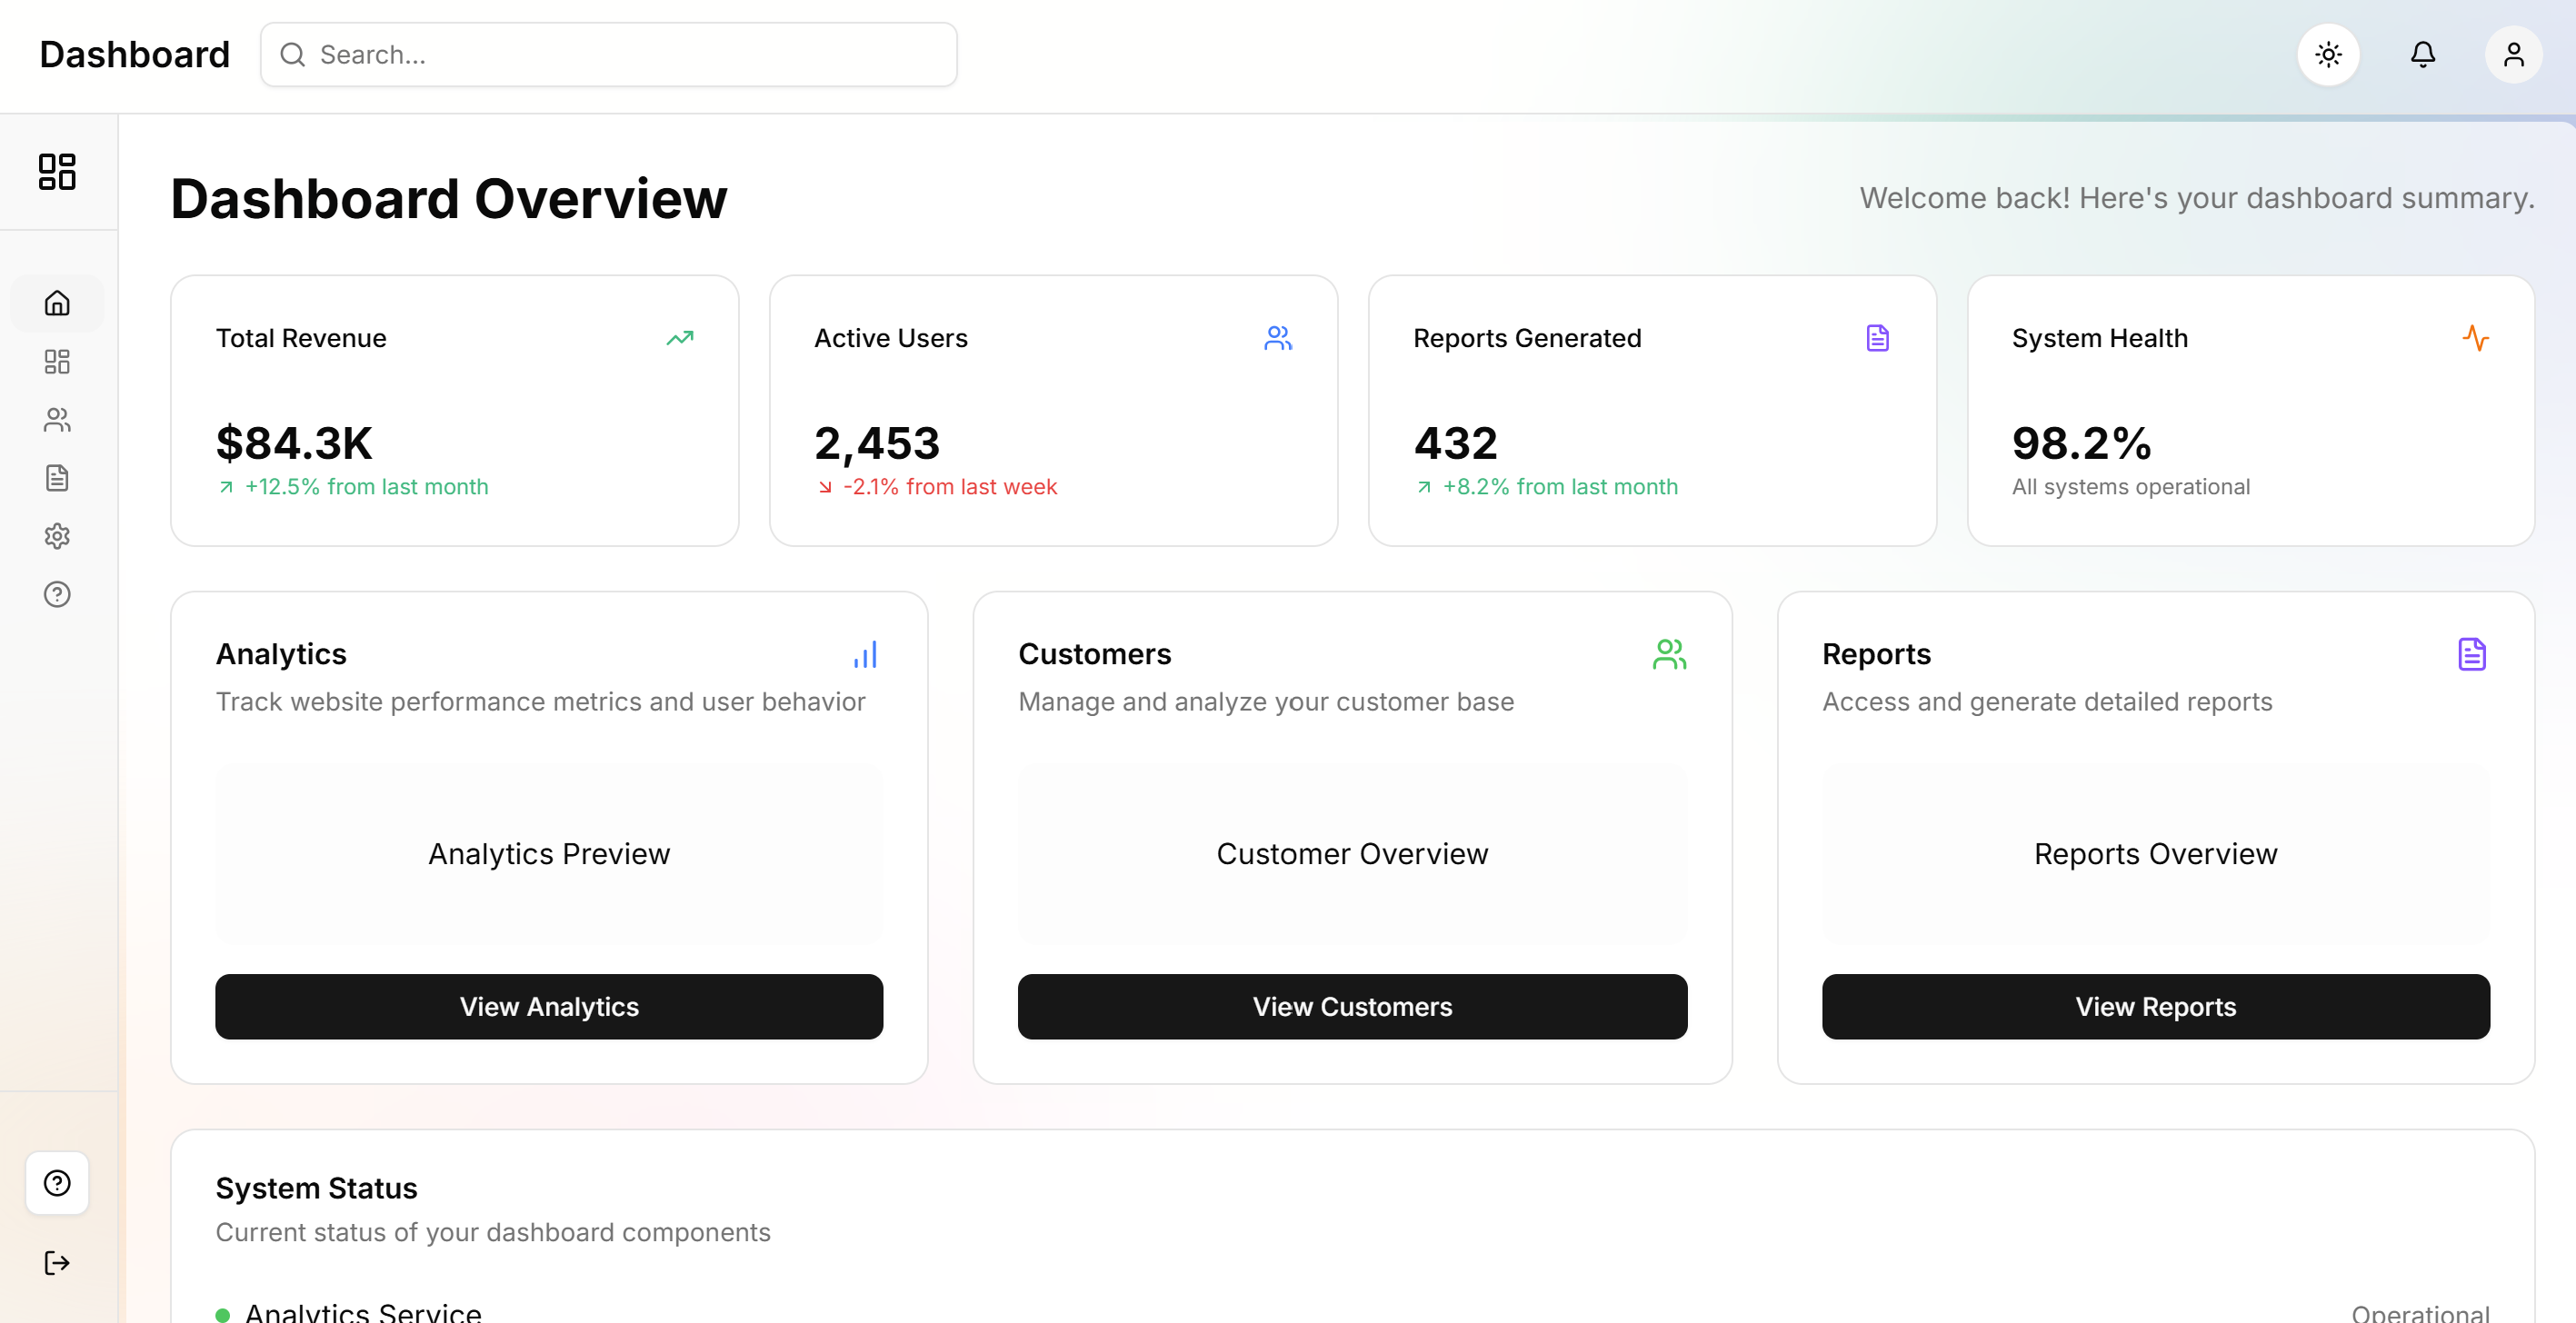 Dashboard
Search...
Dashboard Overview
Welcome back! Here's your dashboard summary.
Total Revenue
$84.3K
+12.5% from last month
Active Users
2,453
-2.1% from last week
Reports Generated
432
+8.2% from last month
System Health
98.2%
All systems operational
Analytics
Track website performance metrics and user behavior
Analytics Preview
View Analytics
Customers
Manage and analyze your customer base
Customer Overview
View Customers
Reports
Access and generate detailed reports
Reports Overview
View Reports
System Status
Current status of your dashboard components
Analytics Service
Operational